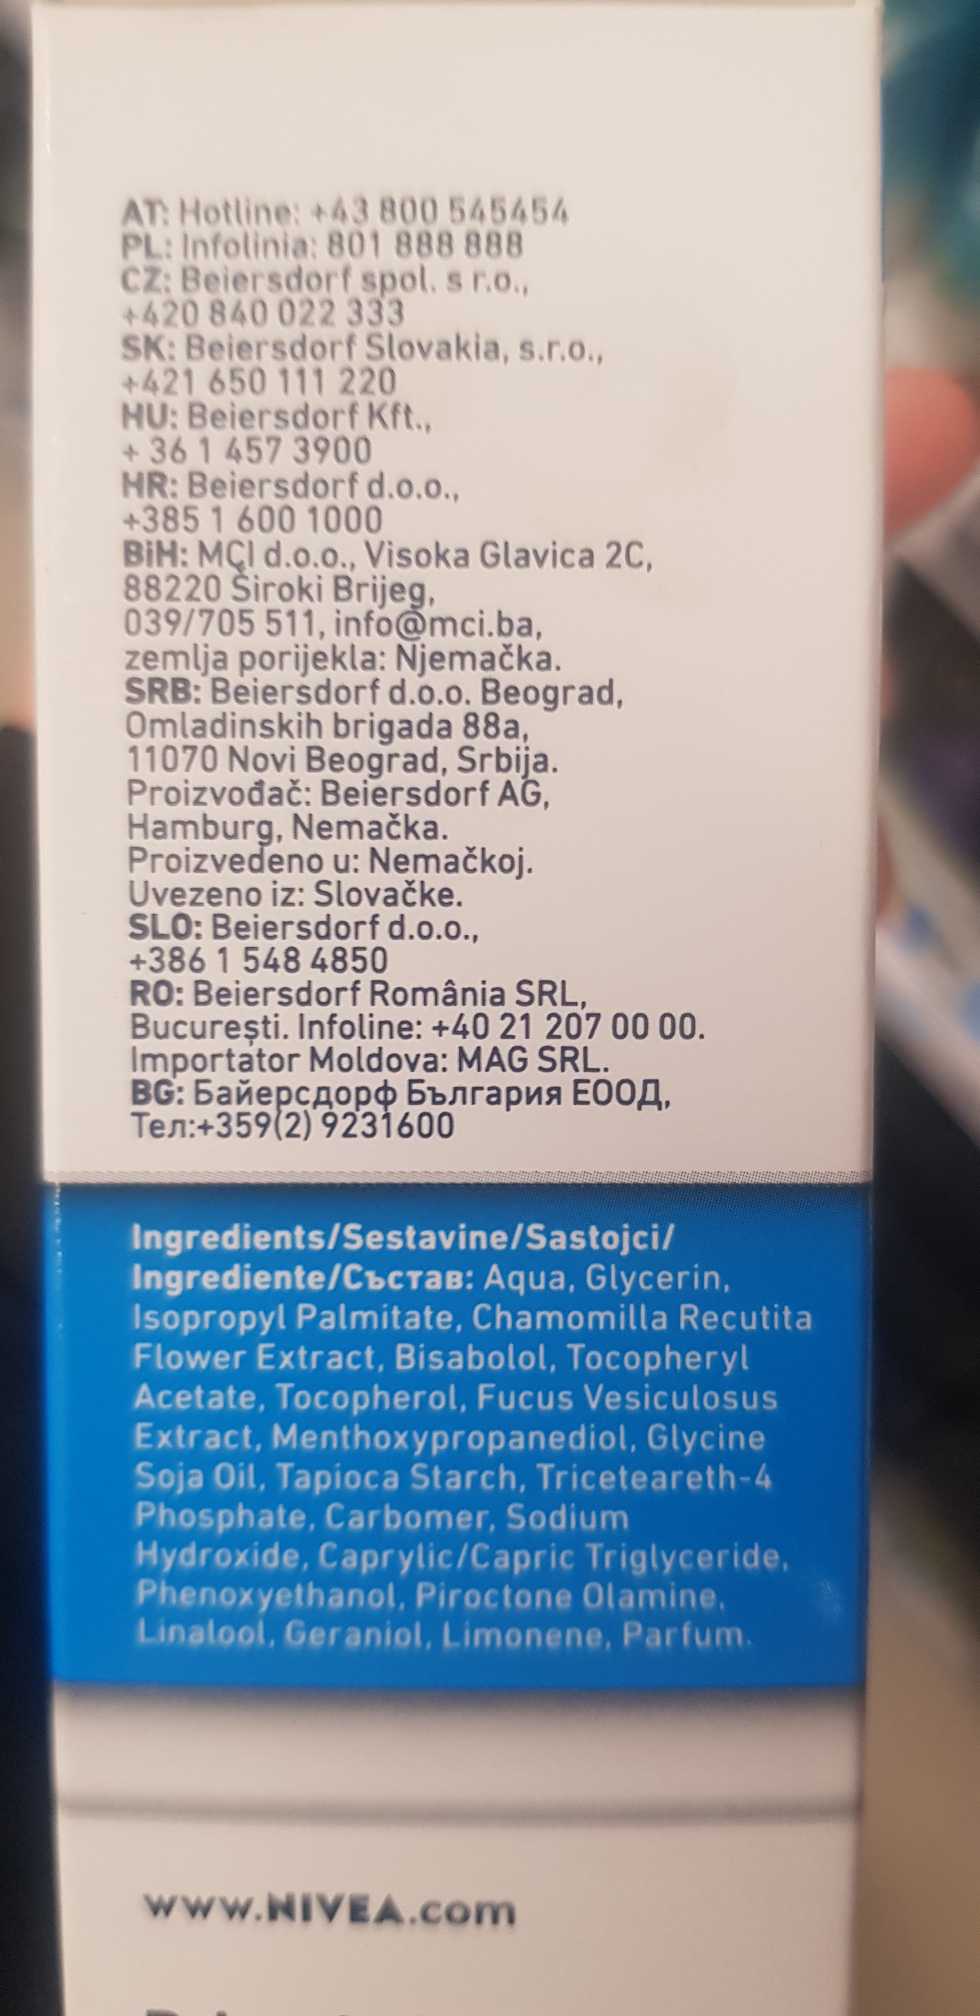 AT: Hotline: +43 800 545454
PL: Infolinia: 801 888 888
CZ: Beiersdorf spol. s r.o.,
+420 840 022 333
SK: Beiersdorf Slovakia, s.r.o.,
+421 650 111 220
HU: Beiersdorf Kft.,
+ 36 1 457 3900
HR: Beiersdorf d.o.o.,
+385 1 600 1000
BiH: MCI d.o.o., Visoka Glavica 2C,
88220 Široki Brijeg,
039/705 511, info@mci.ba,
zemlja porijekla: Njemačka.
SRB: Beiersdorf d.o.o. Beograd,
Omladinskih brigada 88a,
11070 Novi Beograd, Srbija.
Proizvođač: Beiersdorf AG,
Hamburg, Nemačka.
Proizvedeno u: Nemačkoj.
Uvezeno iz: Slovačke.
SLO: Beiersdorf d.o.o.,
+386 1 548 4850
RO: Beiersdorf România SRL,
București. Infoline: +40 21 207 00 00.
Importator Moldova: MAG SRL.
BG: Байерсдорф България ЕООД,
Тел:+359(2) 9231600
Ingredients/Sestavine/Sastojci/
Ingrediente/Състав: Aqua, Glycerin,
Isopropyl Palmitate, Chamomilla Recutita
Flower Extract, Bisabolol, Tocopheryl
Acetate, Tocopherol, Fucus Vesiculosus
Extract, Menthoxypropanediol, Glycine
Soja Oil, Tapioca Starch, Triceteareth-4
Phosphate, Carbomer, Sodium
Hydroxide, Caprylic/Capric Triglyceride,
Phenoxyethanol, Piroctone Olamine,
Linalool, Geraniol, Limonene, Parfum.
www.NIVEA.com